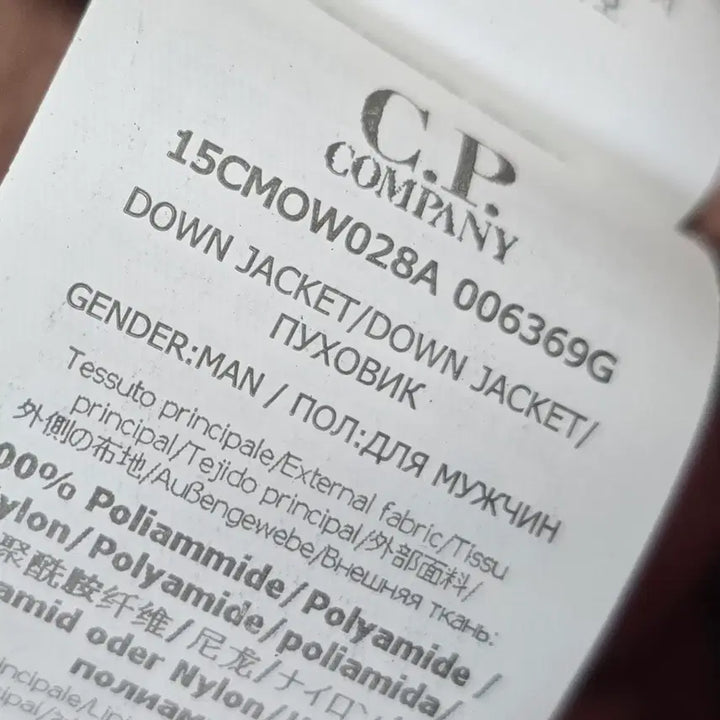 C.P.
COMPANY
15CMOW028A 006369G
DOWN JACKET/DOWN JACKET/
ПУХОВИК
GENDER:MAN / ПОЛ:ДЛЯ МУЖЧИН
Tessuto principale/External fabric/Tissu
principal/Tejido principal/外部面料/
外側の布地/Außengewebe/Внешняя ткань:
00% Poliammide/Polyamide/
ylon/Polyamide/poliamida/
聚酰胺纤维/尼龙/ナイロン/
amid oder Nylon/
полиам